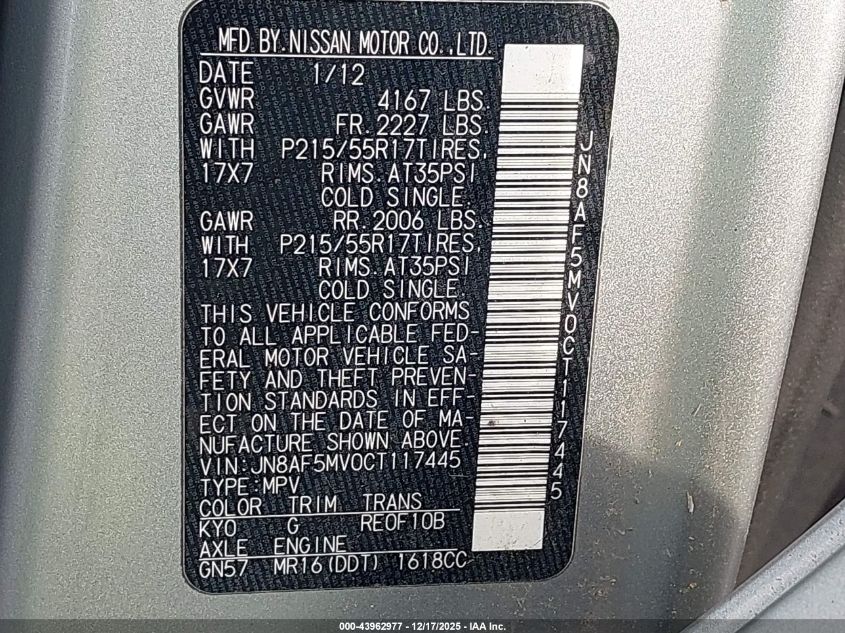 MFD BY. NISSAN MOTOR CO., LTD.
DATE 1/12
GVWR 4167 LBS.
GAWR FR. 2227 LBS.
WITH P215/55R17TIRES,
17X7 RIMS. AT35PSI
COLD SINGLE.
GAWR RR. 2006 LBS.
WITH P215/55R17TIRES,
17X7 RIMS. AT35PSI
COLD SINGLE.
THIS VEHICLE CONFORMS
TO ALL APPLICABLE FED-
ERAL MOTOR VEHICLE SA-
FETY AND THEFT PREVEN-
TION STANDARDS IN EFF-
ECT ON THE DATE OF MA-
NUFACTURE SHOWN ABOVE.
VIN:JN8AF5MV0CT117445
TYPE:MPV
COLOR TRIM TRANS
KY0 G RE0F10B
AXLE ENGINE
GN57 MR16(DDT) 1618CC
JN8AF5MV0CT117445
000-43962977 - 12/17/2025 - IAA Inc.